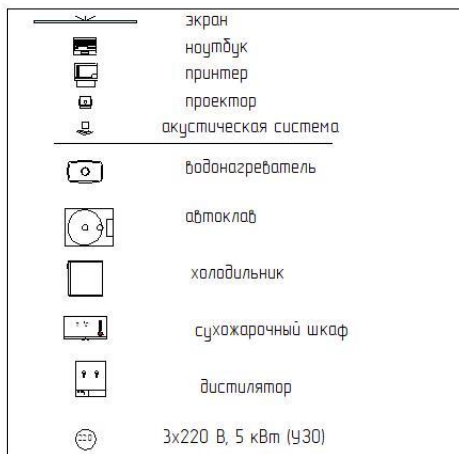 экран
ноутбук
принтер
проектор
акустическая система
водонагреватель
автоклав
холодильник
сухожарочный шкаф
дистилятор
3х220 В, 5 кВт (УЗО)